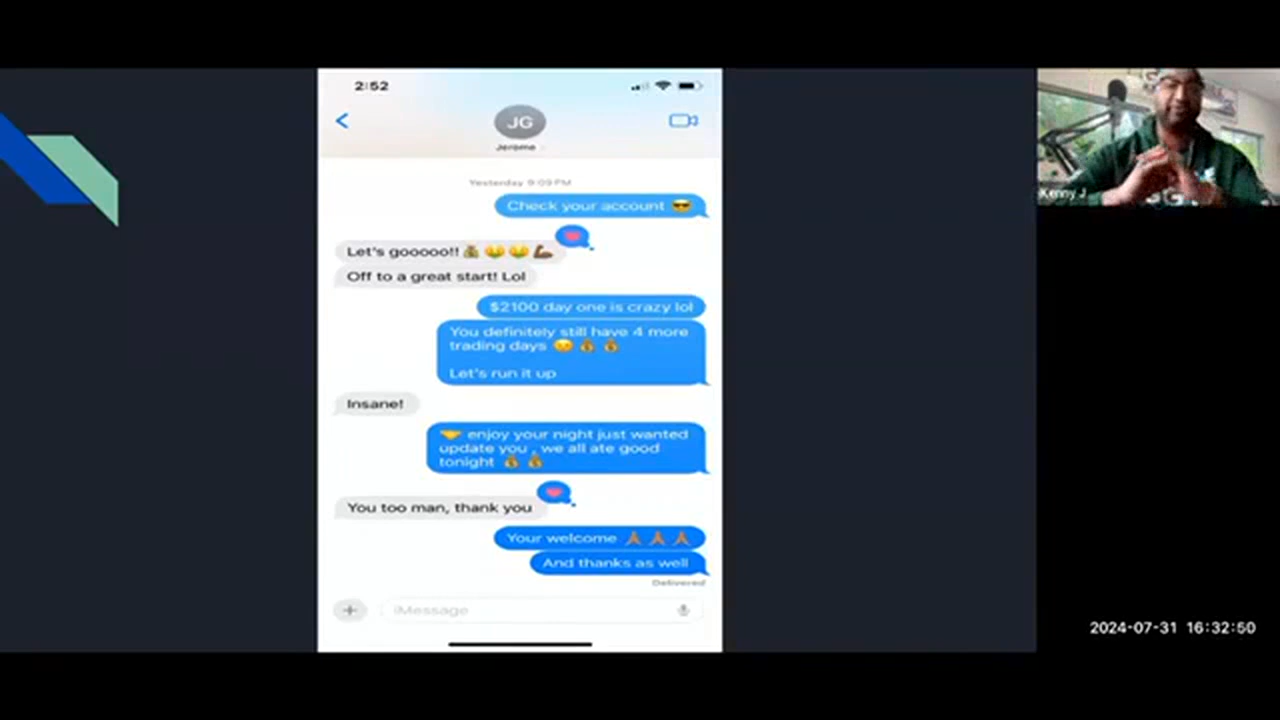 2:52
JG
Jerome
Yesterday 9:09 PM
Check your account 😎
Let's gooooo!! 💰🤑🤑💪🏾
Off to a great start! Lol
$2100 day one is crazy lol
You definitely still have 4 more
trading days 💰 💰
Let's run it up
Insane!
🤝 enjoy your night just wanted
update you , we all ate good
tonight 💰 💰
You too man, thank you
Your welcome 🙏🏾 🙏🏾 🙏🏾
And thanks as well
Delivered
iMessage
Kenny J
2024-07-31 16:32:50